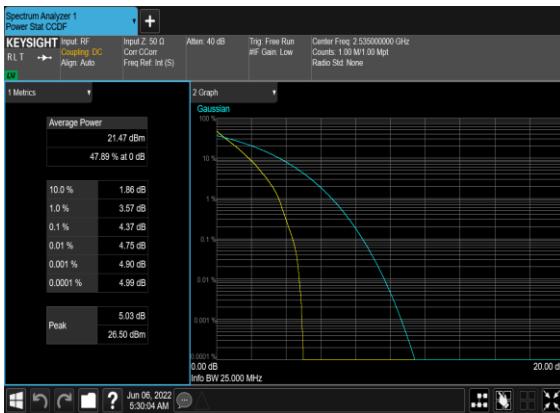 Spectrum Analyzer 1
Power Stat CCDF
KEYSIGHT
RLT
Input: RF
Coupling: DC
Align: Auto
Input Z: 50 Ω
Corr CCorr
Freq Ref: Int (S)
Atten: 40 dB
Trig: Free Run
#IF Gain: Low
Center Freq: 2.535000000 GHz
Counts: 1.00 M/1.00 Mpt
Radio Std: None
1 Metrics
Average Power
21.47 dBm
47.89 % at 0 dB
10.0 % 1.86 dB
1.0 % 3.57 dB
0.1 % 4.37 dB
0.01 % 4.75 dB
0.001 % 4.90 dB
0.0001 % 4.99 dB
Peak
5.03 dB
26.50 dBm
2 Graph
Gaussian
100 %
10 %
1 %
0.1 %
0.01 %
0.001 %
0.0001 %
0.00 dB
20.00 d
Info BW 25.000 MHz
Jun 06, 2022
5:30:04 AM